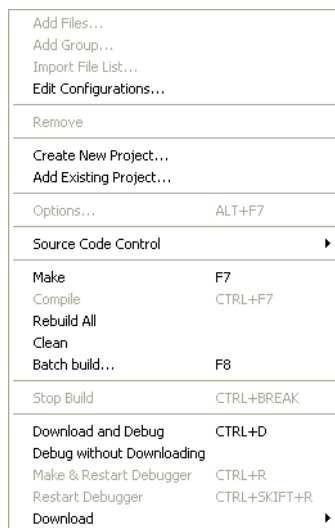 Add Files...
Add Group...
Import File List...
Edit Configurations...
Remove
Create New Project...
Add Existing Project...
Options... ALT+F7
Source Code Control
Make F7
Compile CTRL+F7
Rebuild All
Clean
Batch build... F8
Stop Build CTRL+BREAK
Download and Debug CTRL+D
Debug without Downloading
Make & Restart Debugger CTRL+R
Restart Debugger CTRL+SKIFT+R
Download